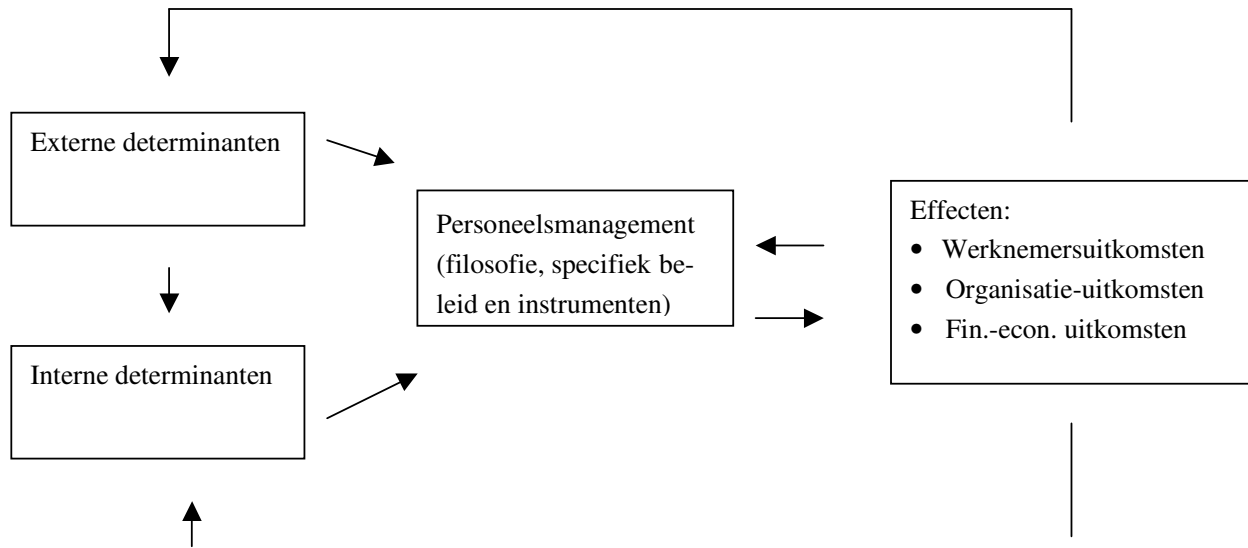 Externe determinanten
Personeelsmanagement
(filosofie, specifiek be-
leid en instrumenten)
Effecten:
• Werknemersuitkomsten
• Organisatie-uitkomsten
• Fin.-econ. uitkomsten
Interne determinanten